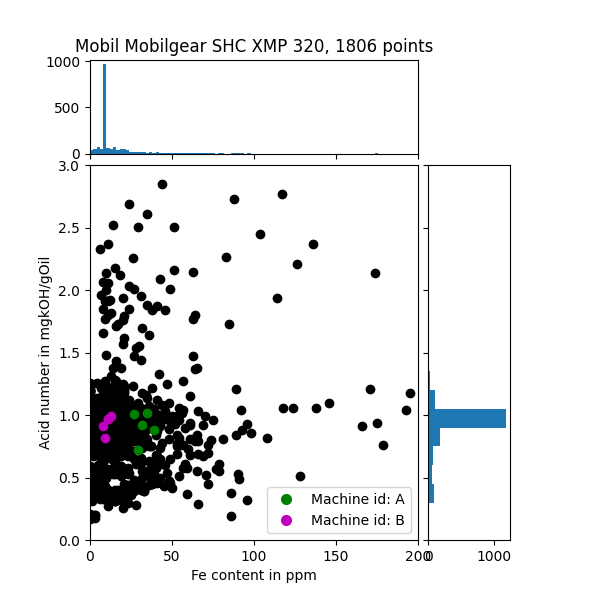 Mobil Mobilgear SHC XMP 320, 1806 points
1000
500
0
3.0
2.5
2.0
1.5
1.0
0.5
0.0
Acid number in mgkOH/gOil
Machine id: A
Machine id: B
0 50 100 150 200
0 1000
Fe content in ppm